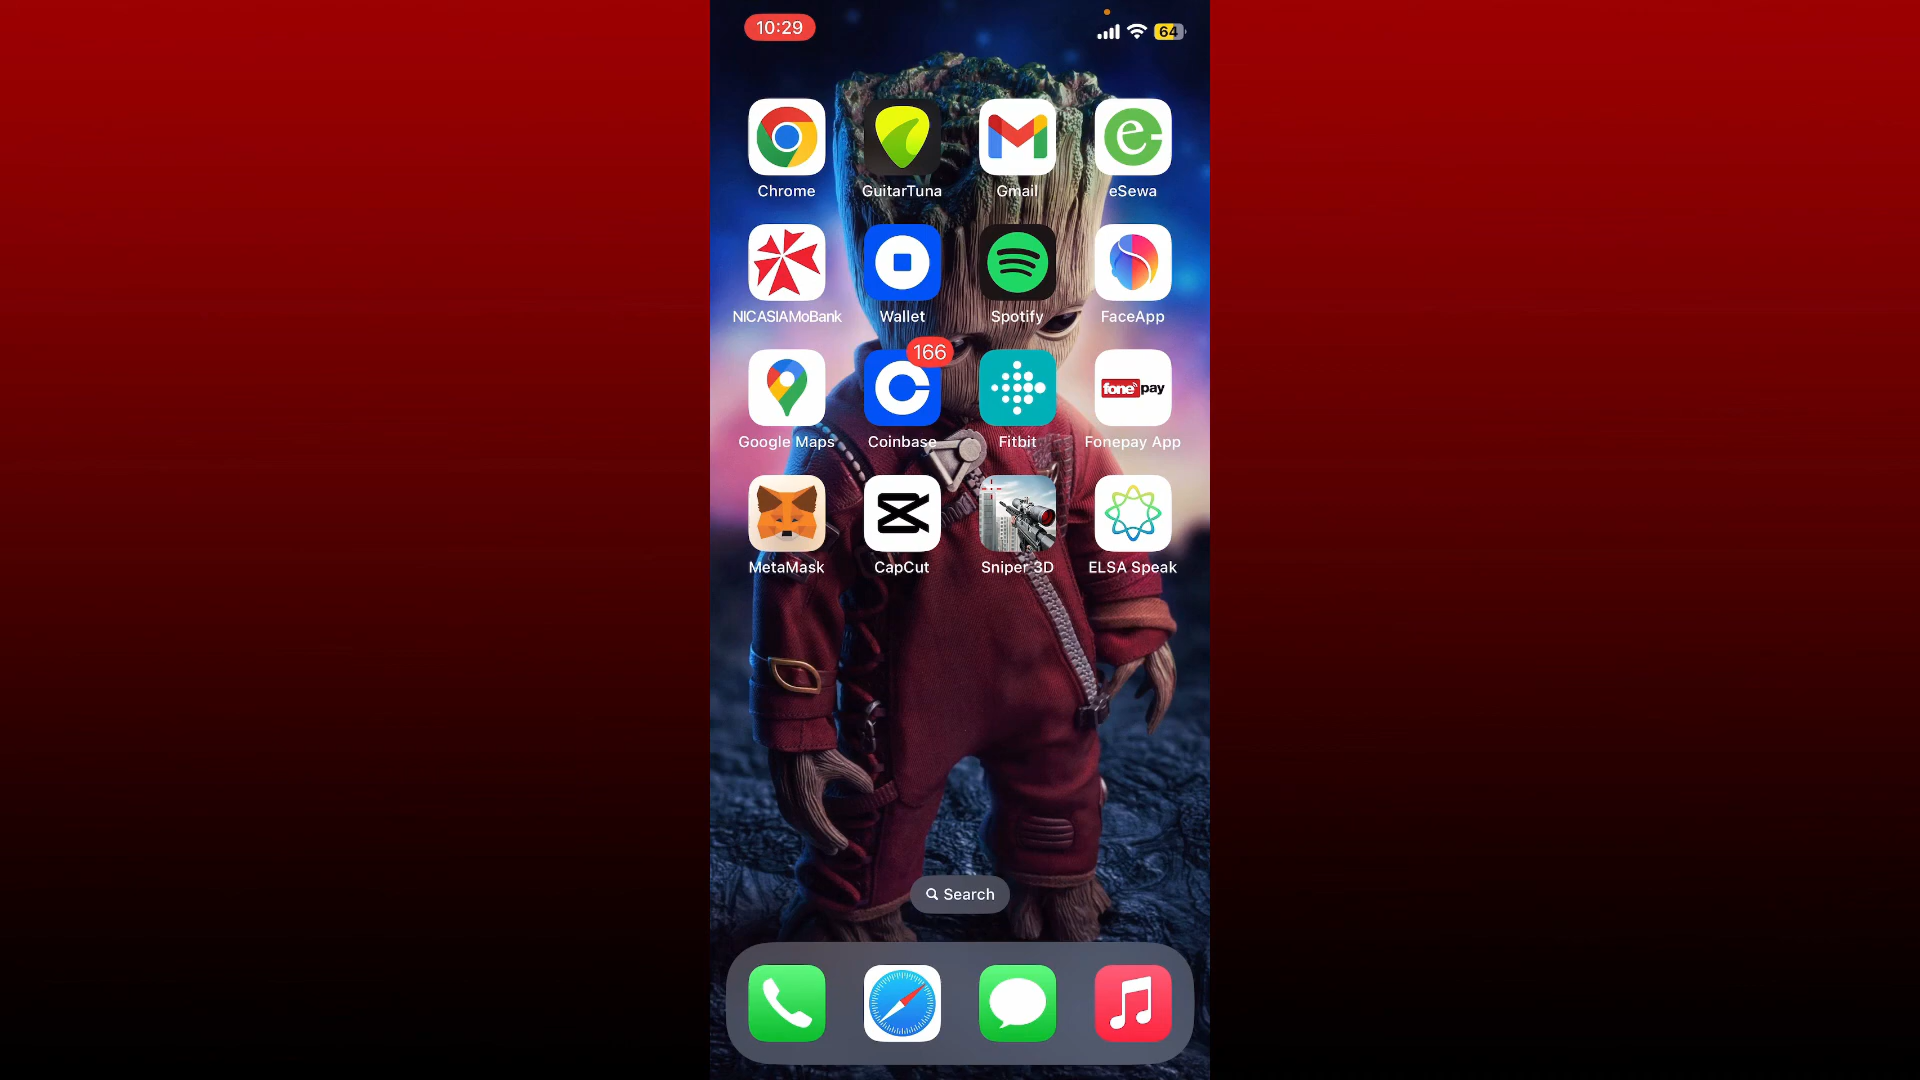 10:29
64
Chrome
GuitarTuna
Gmail
eSewa
NICASIAMoBank
Wallet
Spotify
FaceApp
166
fone pay
Google Maps
Coinbase
Fitbit
Fonepay App
MetaMask
CapCut
Sniper 3D
ELSA Speak
Search